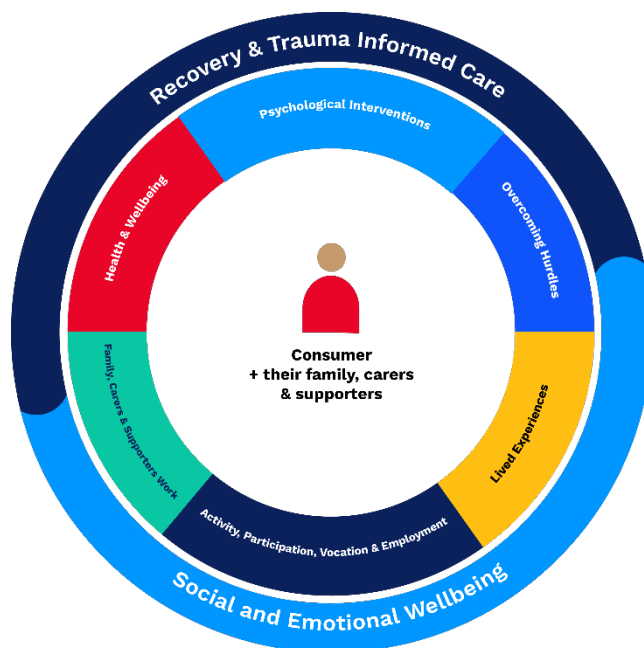 Recovery & Trauma Informed Care
Psychological Interventions
Health & Wellbeing
Overcoming Hurdles
Consumer
+ their family, carers
& supporters
Family, Carers & Supporters Work
Lived Experiences
Activity, Participation, Vocation & Employment
Social and Emotional Wellbeing